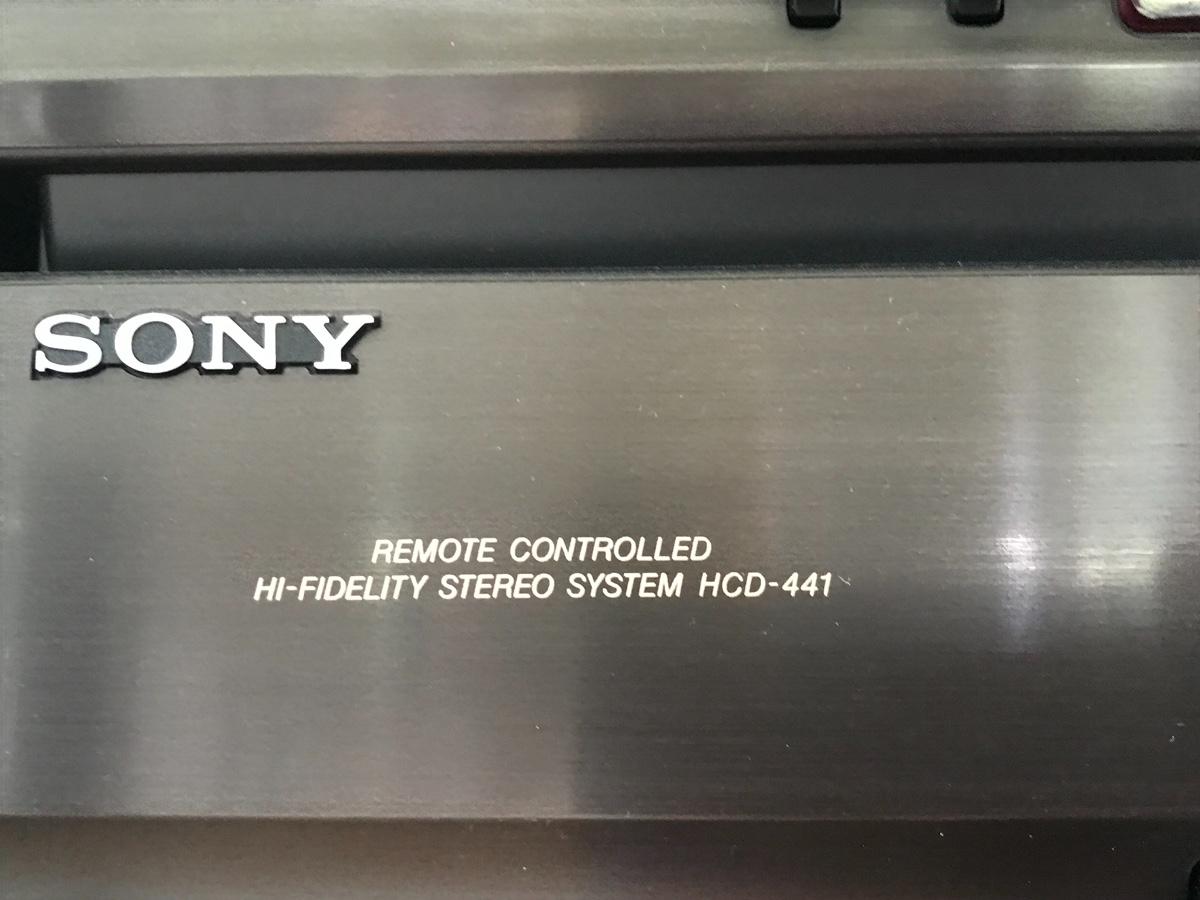 SONY
REMOTE CONTROLLED
HI-FIDELITY STEREO SYSTEM HCD-441